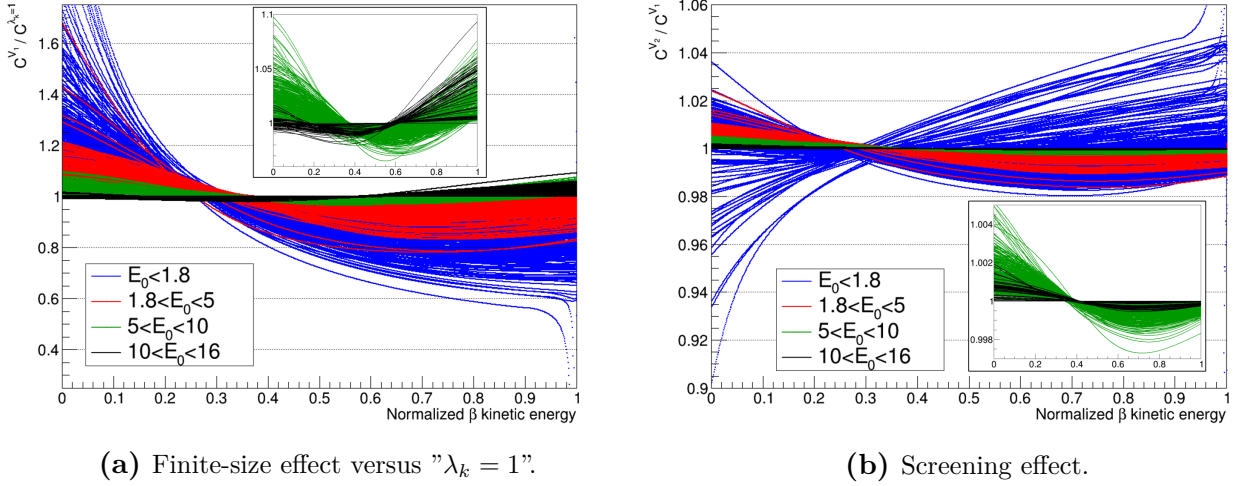 C^{V_1} / C^{λ_k=1}
1.6
1.4
1.2
1
0.8
0.6
0.4
1.1
1.05
1
0 0.2 0.4 0.6 0.8 1
E_0<1.8
1.8<E_0<5
5<E_0<10
10<E_0<16
0 0.1 0.2 0.3 0.4 0.5 0.6 0.7 0.8 0.9 1
Normalized β kinetic energy
(a) Finite-size effect versus ”λ_k = 1”.
C^{V_2} / C^{V_1}
1.06
1.04
1.02
1
0.98
0.96
0.94
0.92
0.9
1.004
1.002
1
0.998
0 0.2 0.4 0.6 0.8 1
E_0<1.8
1.8<E_0<5
5<E_0<10
10<E_0<16
0 0.1 0.2 0.3 0.4 0.5 0.6 0.7 0.8 0.9 1
Normalized β kinetic energy
(b) Screening effect.